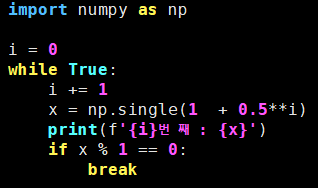 import numpy as np

i = 0
while True:
    i += 1
    x = np.single(1  + 0.5**i)
    print(f'{i}번 째 : {x}')
    if x % 1 == 0:
        break